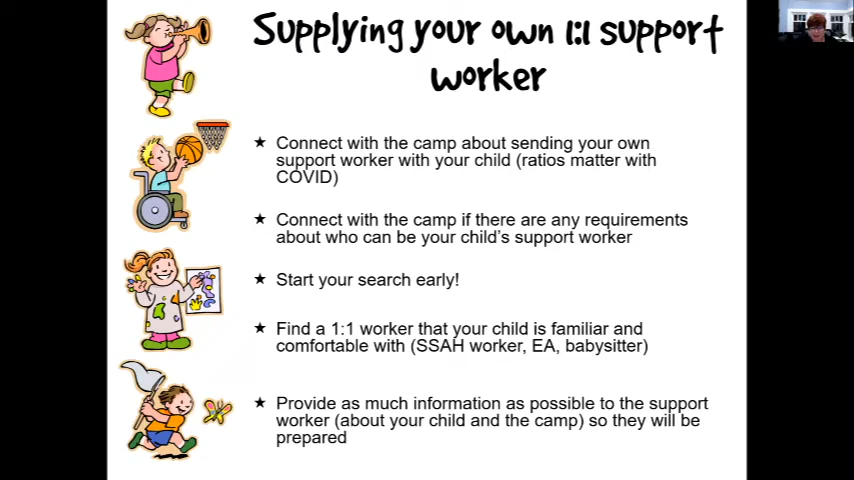 Supplying your own 1:1 support
worker
★ Connect with the camp about sending your own
support worker with your child (ratios matter with
COVID)
★ Connect with the camp if there are any requirements
about who can be your child's support worker
★ Start your search early!
★ Find a 1:1 worker that your child is familiar and
comfortable with (SSAH worker, EA, babysitter)
★ Provide as much information as possible to the support
worker (about your child and the camp) so they will be
prepared